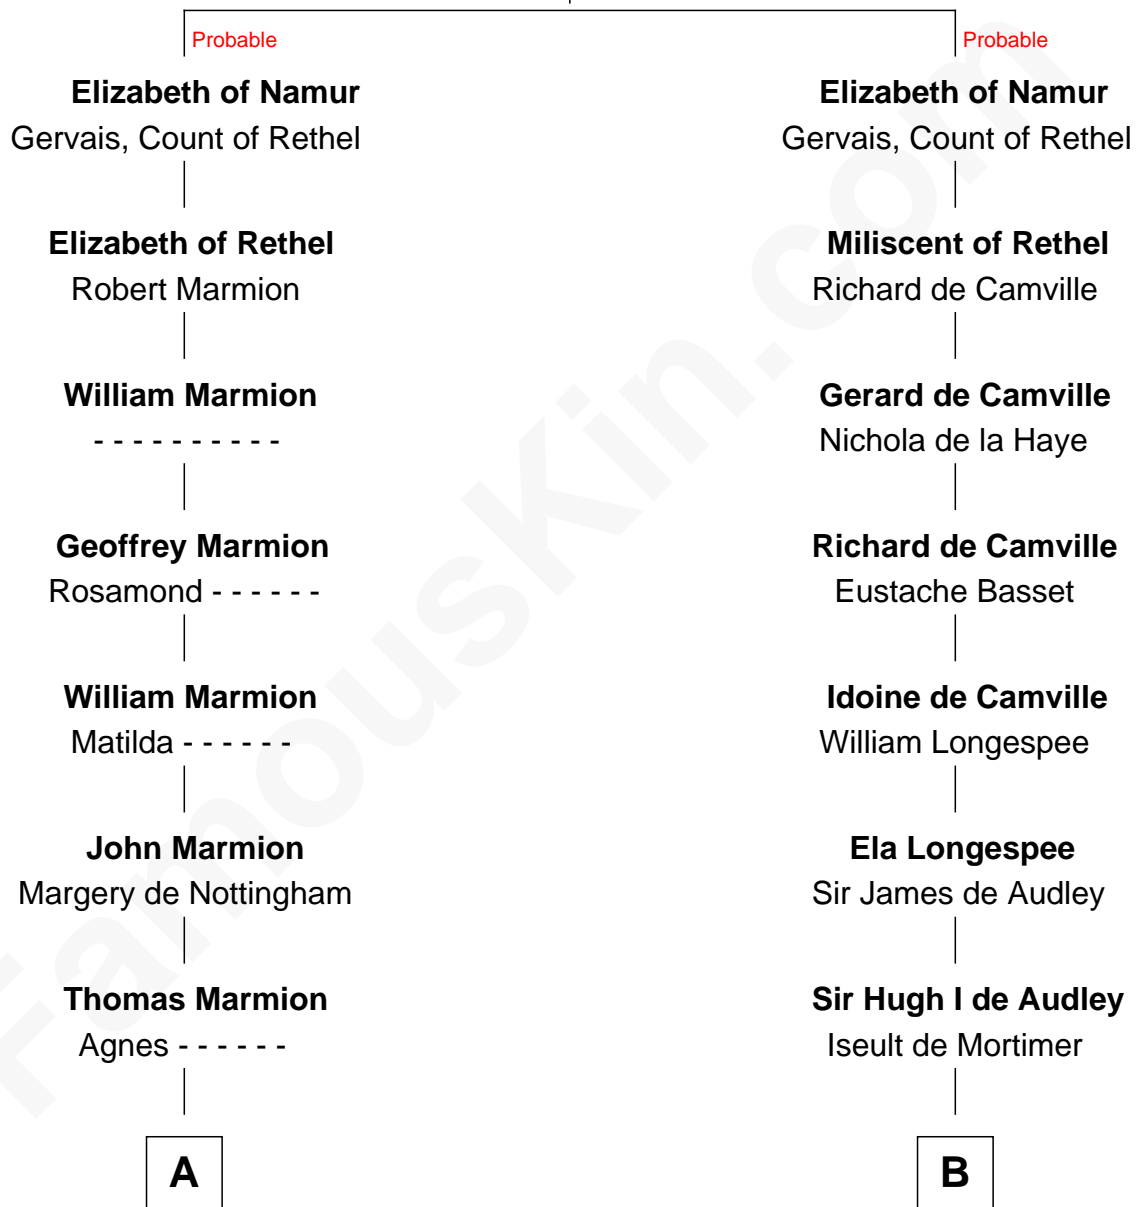 Probable
Elizabeth of Namur
Gervais, Count of Rethel
Elizabeth of Rethel
Robert Marmion
William Marmion
- - - - - - - - - -
Geoffrey Marmion
Rosamond - - - - - -
William Marmion
Matilda - - - - - -
John Marmion
Margery de Nottingham
Thomas Marmion
Agnes - - - - - -
A
Probable
Elizabeth of Namur
Gervais, Count of Rethel
Miliscent of Rethel
Richard de Camville
Gerard de Camville
Nichola de la Haye
Richard de Camville
Eustache Basset
Idoine de Camville
William Longespee
Ela Longespee
Sir James de Audley
Sir Hugh I de Audley
Iseult de Mortimer
B
FamousKin.com